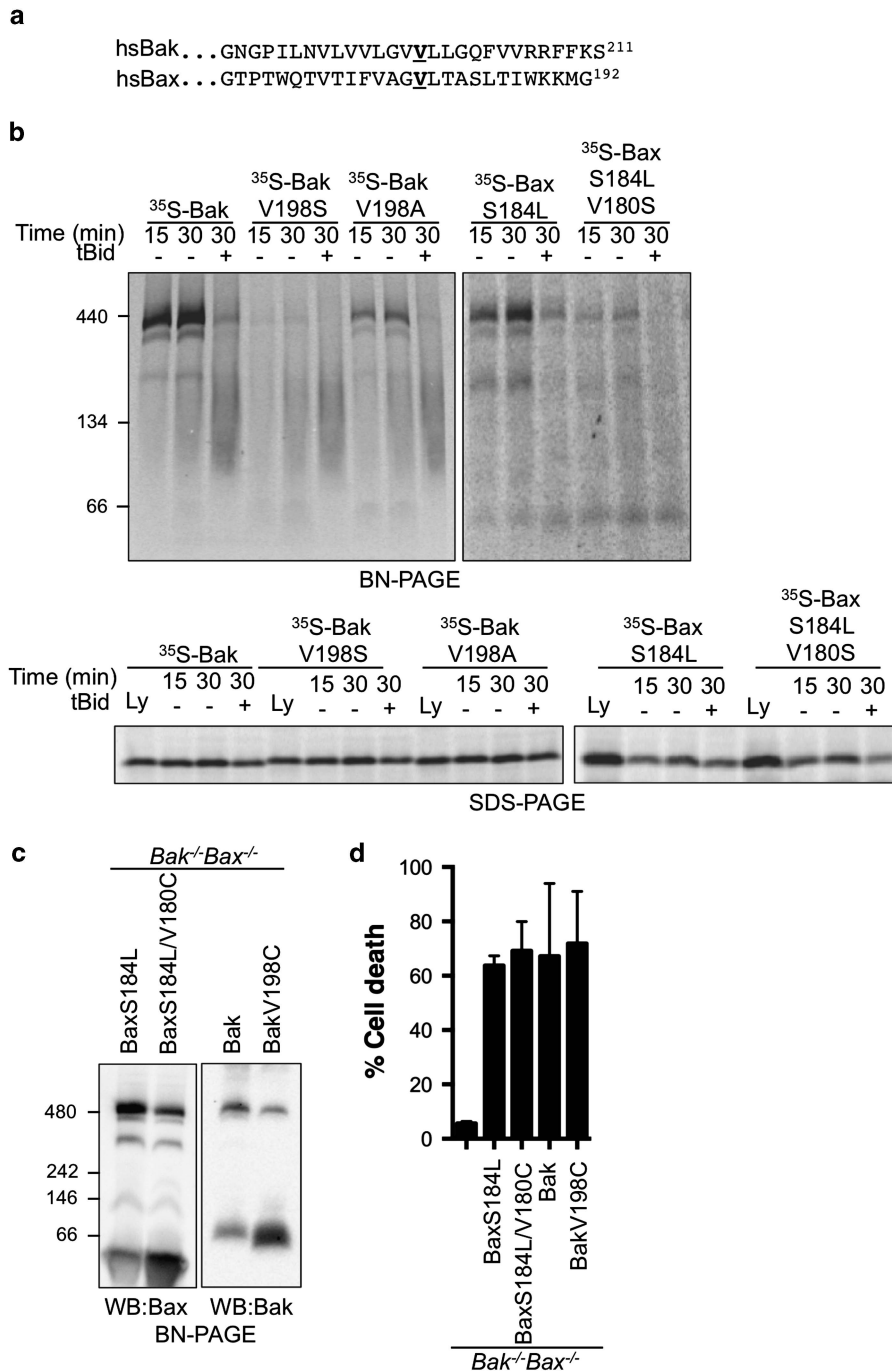 a
hsBak...GNGPILNVLVVLGVVLLGQFVVRRFFKS211
hsBax...GTPTWQTVTIFVAGVLTASLTIWKKMG192
b
35S-Bak
35S-Bak V198S
35S-Bak V198A
35S-Bax S184L
35S-Bax S184L V180S
Time (min) 15 30 30 15 30 30 15 30 30 15 30 30 15 30 30
tBid - - + - - + - - + - - + - - +
440
134
66
BN-PAGE
35S-Bak
35S-Bak V198S
35S-Bak V198A
35S-Bax S184L
35S-Bax S184L V180S
Time (min) 15 30 30 15 30 30 15 30 30 15 30 30 15 30 30
tBid Ly - - + Ly - - + Ly - - + Ly - - + Ly - - +
SDS-PAGE
c
Bak-/-Bax-/-
BaxS184L
BaxS184L/V180C
Bak
BakV198C
480
242
146
66
WB:Bax WB:Bak
BN-PAGE
d
% Cell death
100
80
60
40
20
0
BaxS184L
BaxS184L/V180C
Bak
BakV198C
Bak-/-Bax-/-